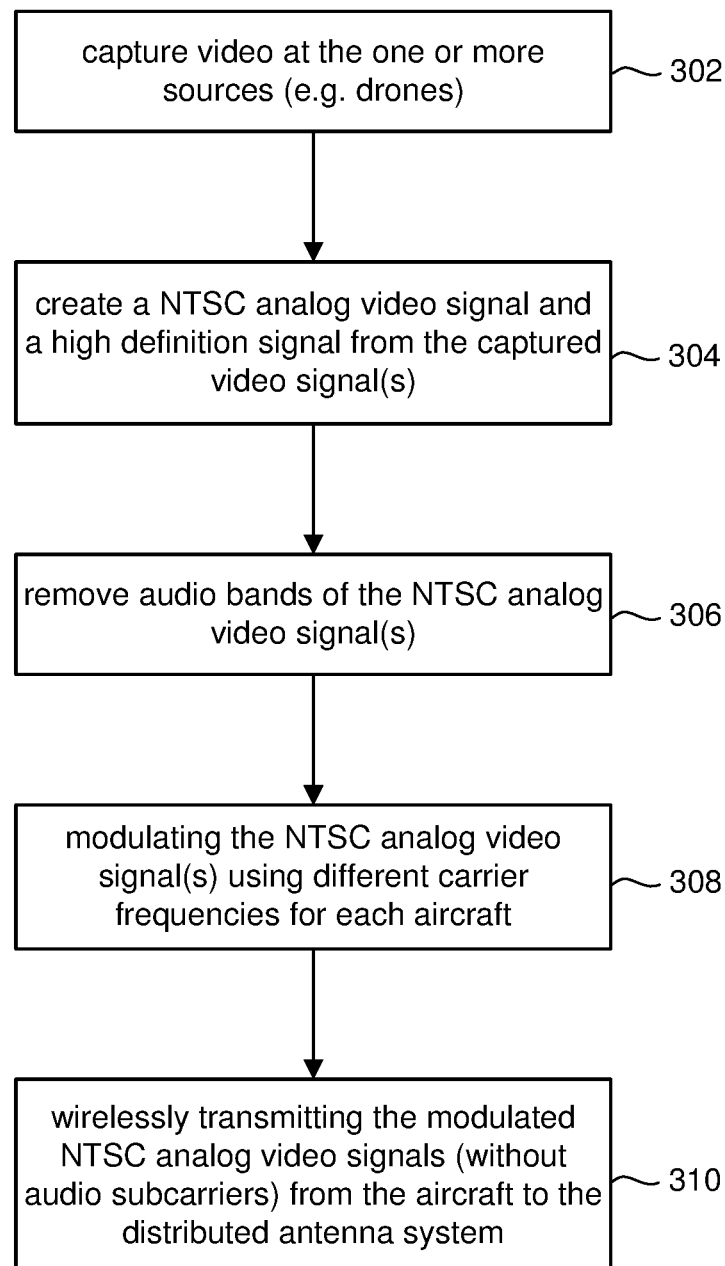 capture video at the one or more
sources (e.g. drones)
302
create a NTSC analog video signal and
a high definition signal from the captured
video signal(s)
304
remove audio bands of the NTSC analog
video signal(s)
306
modulating the NTSC analog video
signal(s) using different carrier
frequencies for each aircraft
308
wirelessly transmitting the modulated
NTSC analog video signals (without
audio subcarriers) from the aircraft to the
distributed antenna system
310